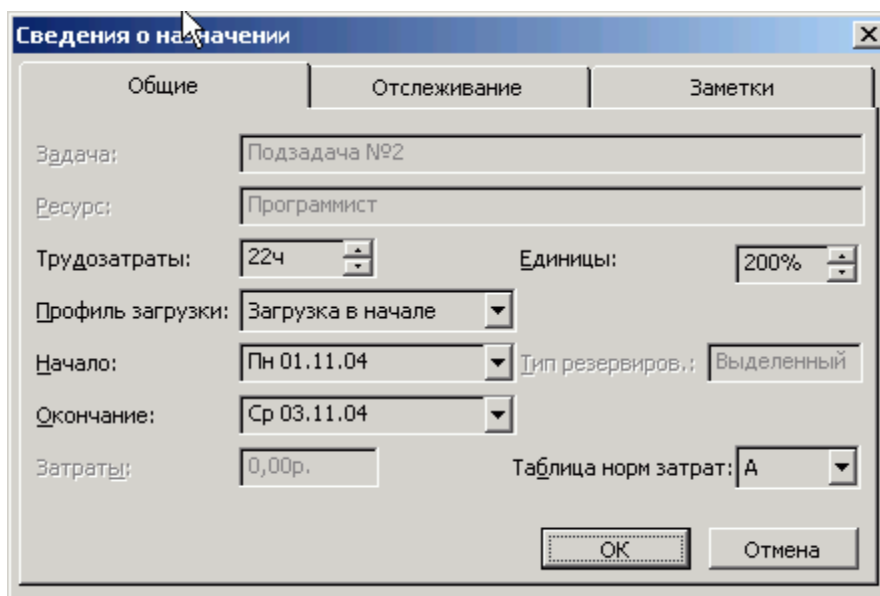 Сведения о назначении
Общие Отслеживание Заметки
Задача: Подзадача №2
Ресурс: Программист
Трудозатраты: 22ч Единицы: 200%
Профиль загрузки: Загрузка в начале
Начало: Пн 01.11.04 Тип резервиров.: Выделенный
Окончание: Ср 03.11.04
Затраты: 0,00р. Таблица норм затрат: A
OK Отмена